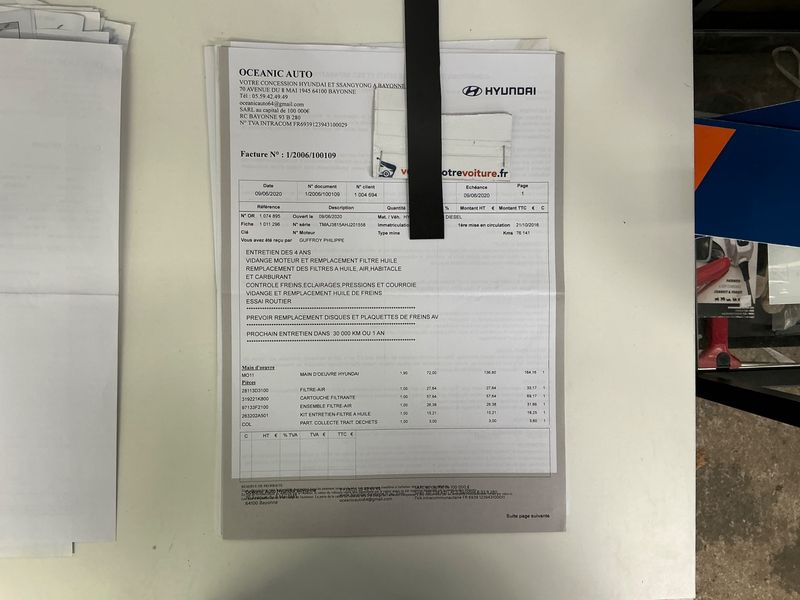 OCEANIC AUTO
VOTRE CONCESSION HYUNDAI ET SSANGYONG A BAYONNE
70 AVENUE DU 8 MAI 1945 64100 BAYONNE
Tél : 05.59.42.49.49
oceanicauto64@gmail.com
SARL au capital de 100 000€
RC BAYONNE 93 B 280
N° TVA INTRACOM FR6939123943100029
HYUNDAI
Facture N° : 1/2006/100109
otrevoiture.fr
Date N° document N° client Echéance Page
09/06/2020 1/2006/100109 1 004 694 09/06/2020 1
Référence Description Quantité % Montant HT € Montant TTC € C
N° OR 1 074 895 Ouvert le 09/06/2020 Mat. / Véh. DIESEL
Fiche 1 011 296 N° série TMAJ3815AHJ201558 Immatriculation 1ère mise en circulation 21/10/2016
Clé N° Moteur Type mine Kms 76 141
Vous avez été reçu par GUFFROY PHILIPPE
ENTRETIEN DES 4 ANS
VIDANGE MOTEUR ET REMPLACEMENT FILTRE HUILE
REMPLACEMENT DES FILTRES A HUILE, AIR,HABITACLE
ET CARBURANT
CONTROLE FREINS,ECLAIRAGES,PRESSIONS ET COURROIE
VIDANGE ET REMPLACEMENT HUILE DE FREINS
ESSAI ROUTIER
PREVOIR REMPLACEMENT DISQUES ET PLAQUETTES DE FREINS AV
PROCHAIN ENTRETIEN DANS 30 000 KM OU 1 AN
Main d'oeuvre
MO11 MAIN D'OEUVRE HYUNDAI 1,90 72,00 136,80 164,16 1
Pièces
28113D3100 FILTRE-AIR 1,00 27,64 27,64 33,17 1
319221K800 CARTOUCHE FILTRANTE 1,00 57,64 57,64 69,17 1
97133F2100 ENSEMBLE FILTRE-AIR 1,00 26,38 26,38 31,66 1
263202A501 KIT ENTRETIEN-FILTRE A HUILE 1,00 15,21 15,21 18,25 1
COL PART. COLLECTE TRAIT. DECHETS 1,00 3,00 3,00 3,60 1
C HT € % TVA TVA € TTC €
64100 Bayonne
oceanicauto64@gmail.com
Suite page suivante